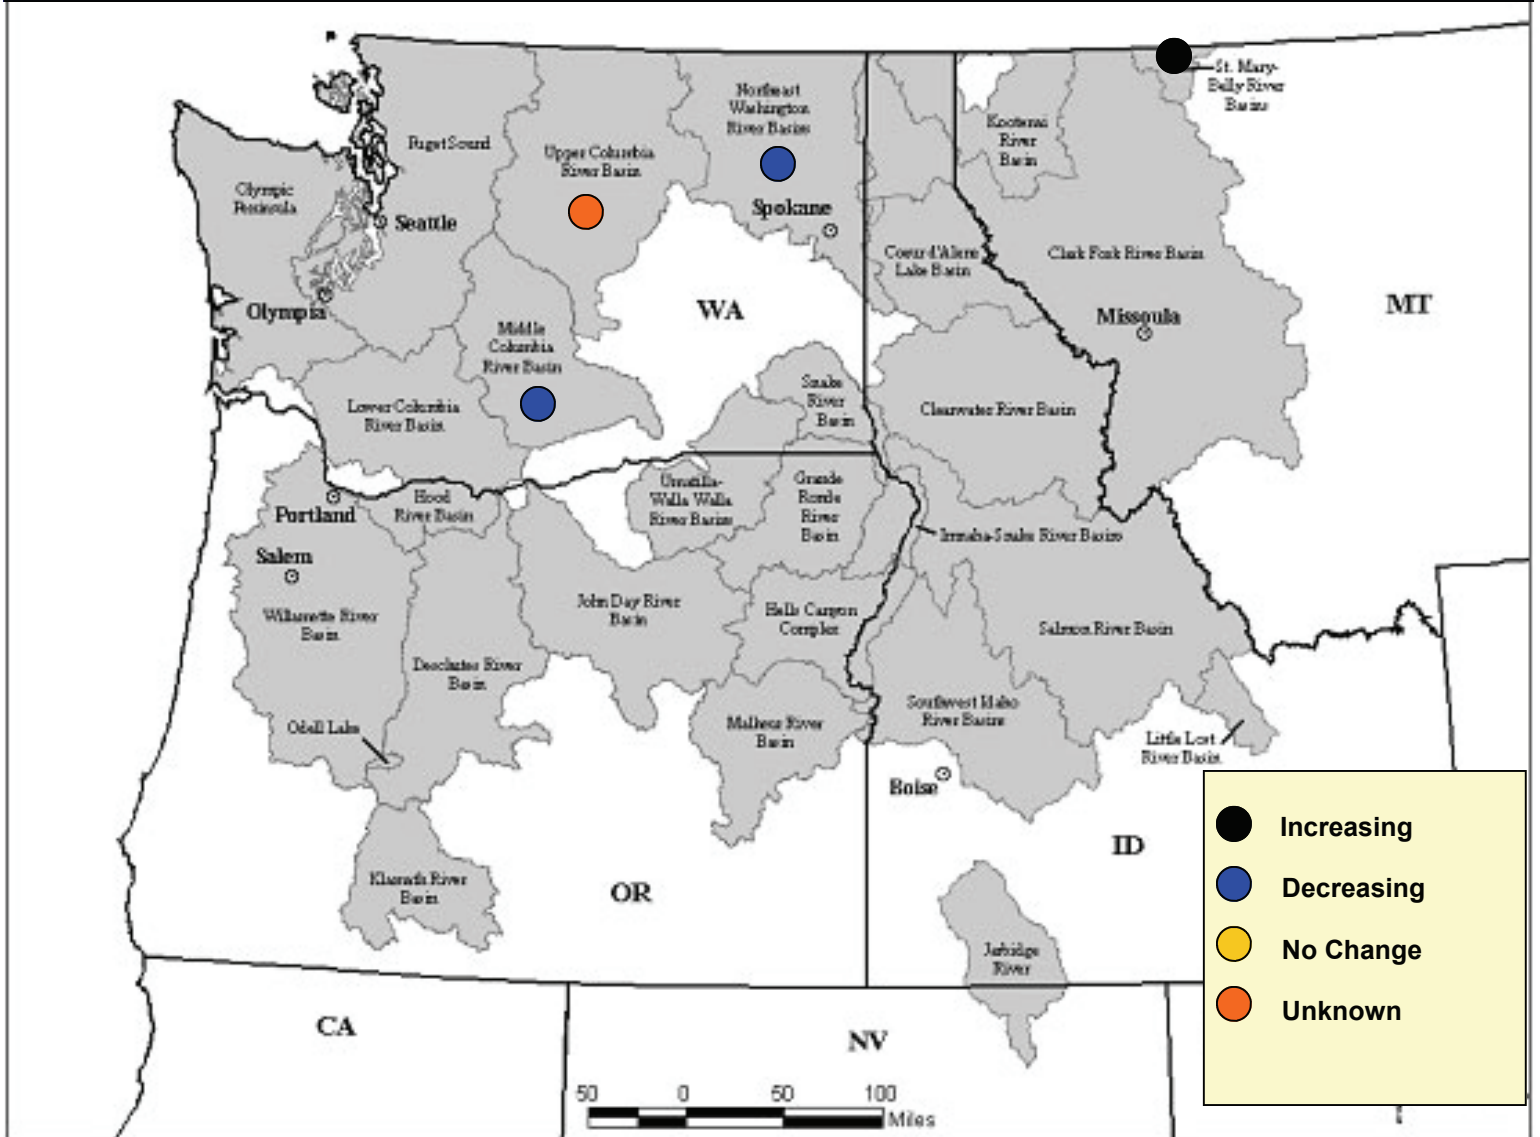 St. Mary-
Belly River
Basins
Northeast
Washington
River Basins
Kootenai
River
Basin
Puget Sound
Upper Columbia
River Basin
Olympic
Peninsula
Spokane
Seattle
Coeur d'Alene
Lake Basin
Clark Fork River Basin
Olympia
WA
Missoula
MT
Middle
Columbia
River Basin
Snake
River
Basin
Lower Columbia
River Basin
Clearwater River Basin
Umatilla-
Walla Walla
River Basins
Grande
Ronde
River
Basin
Hood
River Basin
Portland
Imnaha-Snake River Basins
Salem
Willamette River
Basin
John Day River
Basin
Hells Canyon
Complex
Salmon River Basin
Deschutes River
Basin
Southwest Idaho
River Basins
Odell Lake
Malheur River
Basin
Little Lost
River Basin
Boise
Increasing
ID
Decreasing
Klamath River
Basin
OR
No Change
Jarbidge
River
Unknown
CA
NV
50 0 50 100
Miles